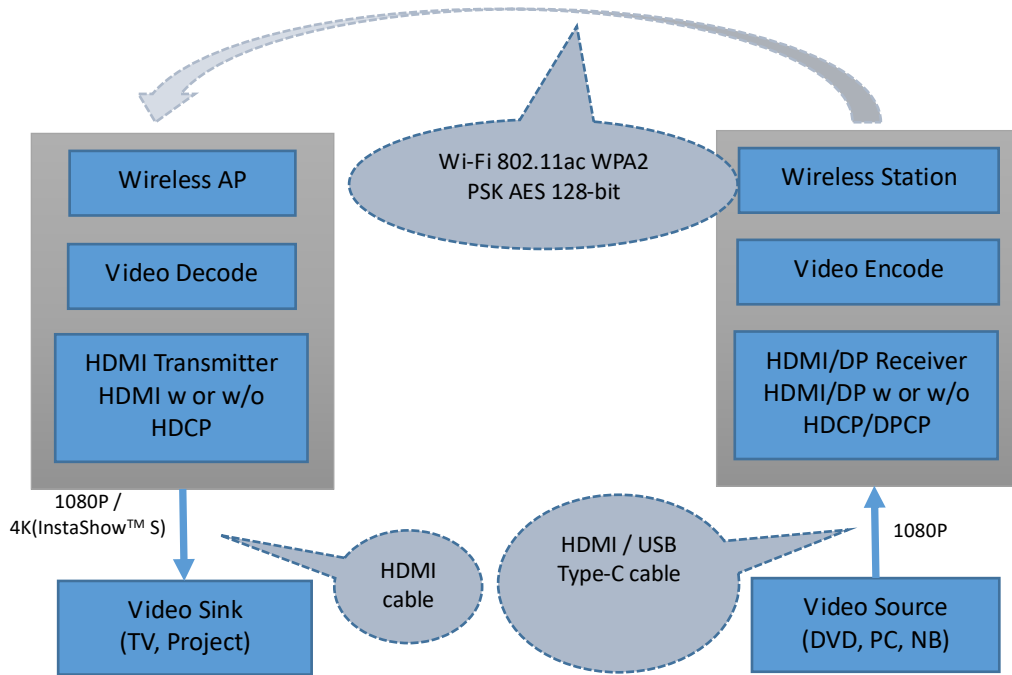 Wi-Fi 802.11ac WPA2
PSK AES 128-bit
Wireless AP
Video Decode
HDMI Transmitter
HDMI w or w/o
HDCP
1080P /
4K(InstaShow™ S)
HDMI
cable
Video Sink
(TV, Project)
Wireless Station
Video Encode
HDMI/DP Receiver
HDMI/DP w or w/o
HDCP/DPCP
1080P
HDMI / USB
Type-C cable
Video Source
(DVD, PC, NB)